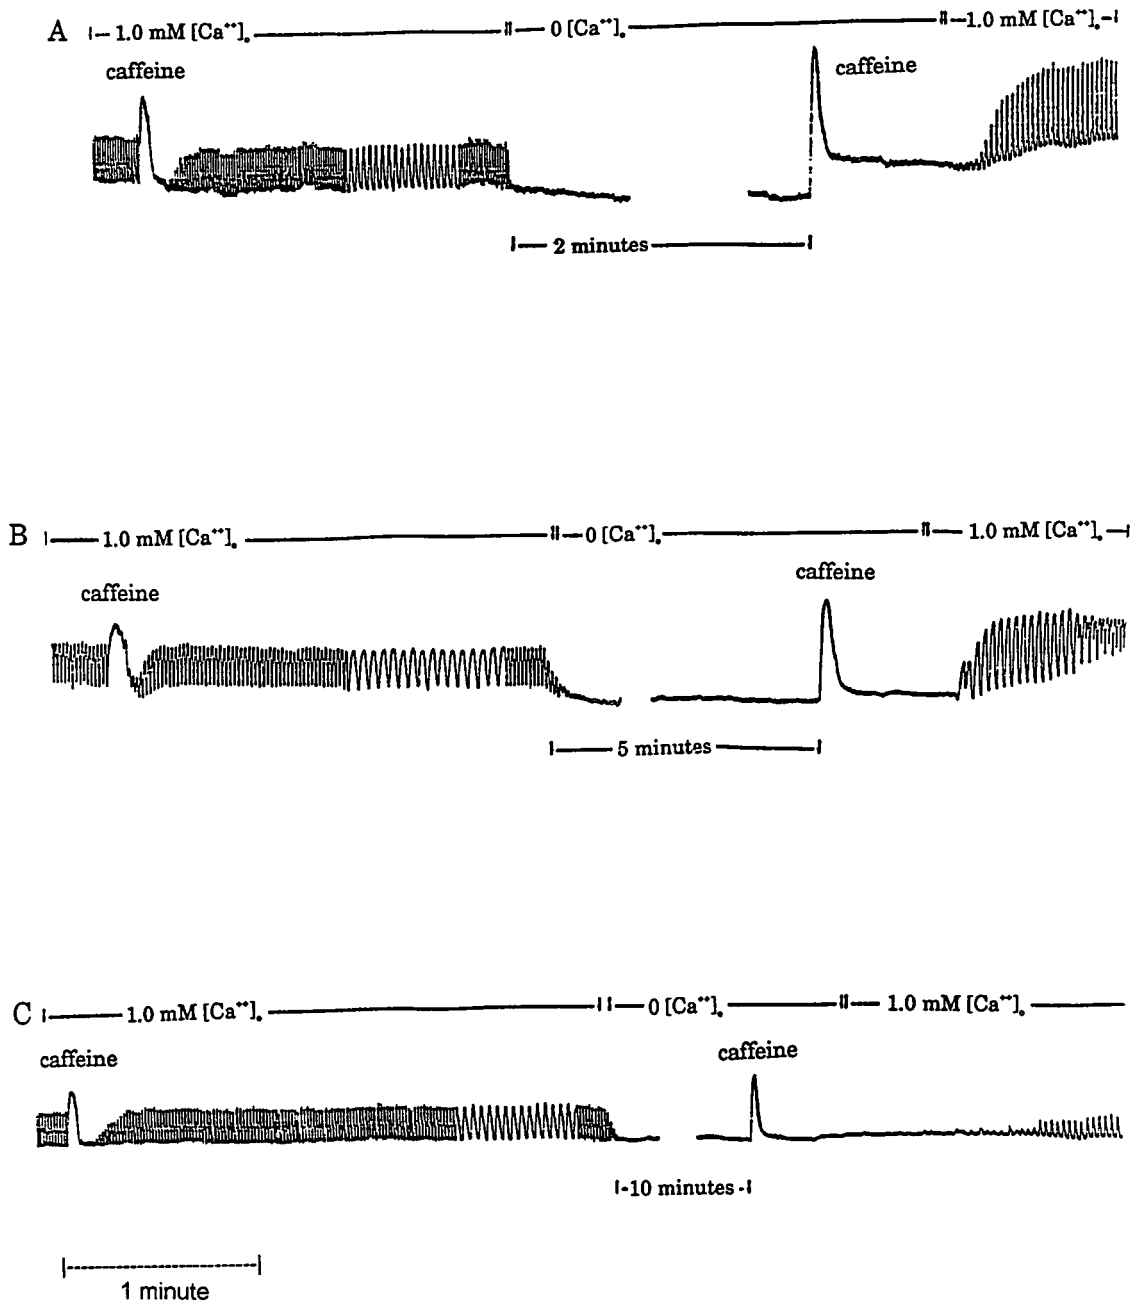 A 1.0 mM [Ca⁺⁺]ₒ 0 [Ca⁺⁺]ₒ 1.0 mM [Ca⁺⁺]ₒ
caffeine caffeine
2 minutes
B 1.0 mM [Ca⁺⁺]ₒ 0 [Ca⁺⁺]ₒ 1.0 mM [Ca⁺⁺]ₒ
caffeine caffeine
5 minutes
C 1.0 mM [Ca⁺⁺]ₒ 0 [Ca⁺⁺]ₒ 1.0 mM [Ca⁺⁺]ₒ
caffeine caffeine
10 minutes
1 minute